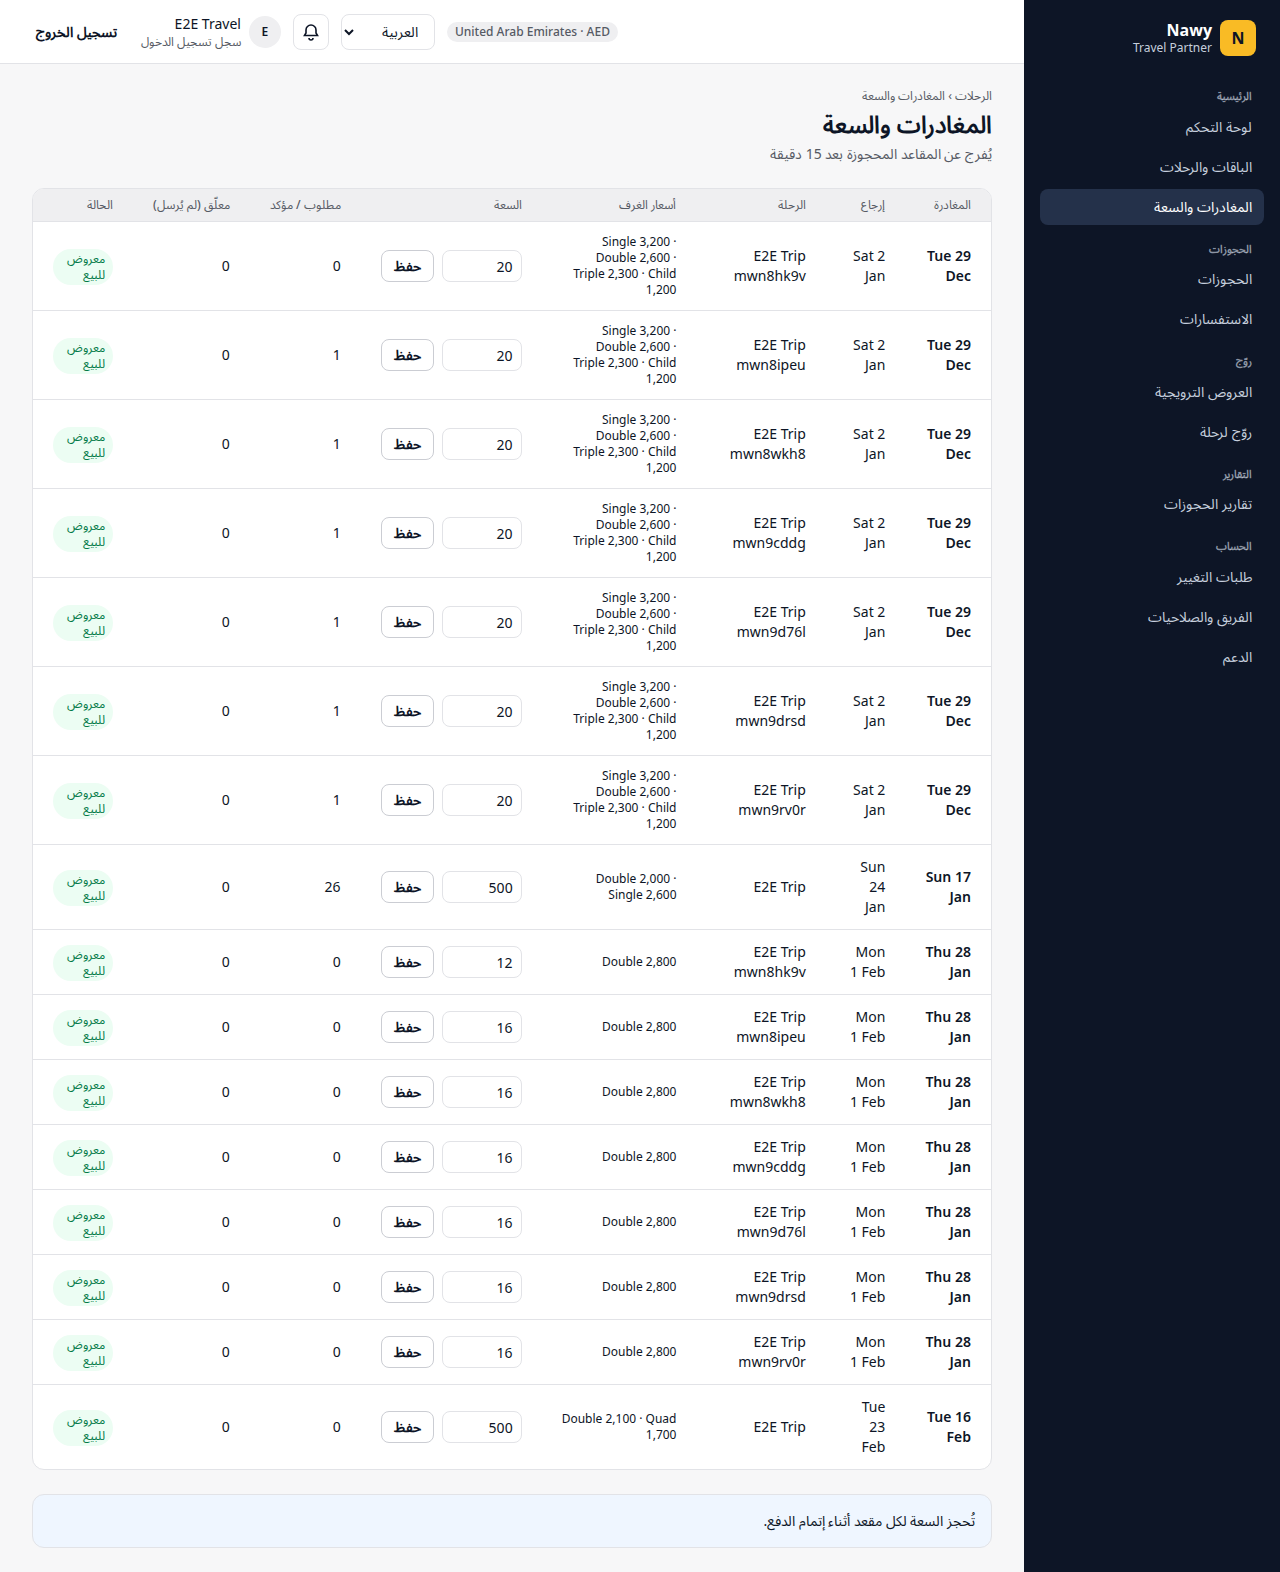 N
Nawy
Travel Partner
الرئيسية
لوحة التحكم
الباقات والرحلات
المغادرات والسعة
الحجوزات
الحجوزات
الاستفسارات
روّج
العروض الترويجية
روّج لرحلة
التقارير
تقارير الحجوزات
الحساب
طلبات التغيير
الفريق والصلاحيات
الدعم
United Arab Emirates · AED
العربية
E
E2E Travel
سجل تسجيل الدخول
تسجيل الخروج
الرحلات › المغادرات والسعة
المغادرات والسعة
يُفرج عن المقاعد المحجوزة بعد 15 دقيقة
المغادرة إرجاع الرحلة أسعار الغرف السعة مطلوب / مؤكد معلّق (لم يُرسل) الحالة
Tue 29 Dec Sat 2 Jan E2E Trip mwn8hk9v Single 3,200 · Double 2,600 · Triple 2,300 · Child 1,200 20 حفظ 0 0 معروض للبيع
Tue 29 Dec Sat 2 Jan E2E Trip mwn8ipeu Single 3,200 · Double 2,600 · Triple 2,300 · Child 1,200 20 حفظ 1 0 معروض للبيع
Tue 29 Dec Sat 2 Jan E2E Trip mwn8wkh8 Single 3,200 · Double 2,600 · Triple 2,300 · Child 1,200 20 حفظ 1 0 معروض للبيع
Tue 29 Dec Sat 2 Jan E2E Trip mwn9cddg Single 3,200 · Double 2,600 · Triple 2,300 · Child 1,200 20 حفظ 1 0 معروض للبيع
Tue 29 Dec Sat 2 Jan E2E Trip mwn9d76l Single 3,200 · Double 2,600 · Triple 2,300 · Child 1,200 20 حفظ 1 0 معروض للبيع
Tue 29 Dec Sat 2 Jan E2E Trip mwn9drsd Single 3,200 · Double 2,600 · Triple 2,300 · Child 1,200 20 حفظ 1 0 معروض للبيع
Tue 29 Dec Sat 2 Jan E2E Trip mwn9rv0r Single 3,200 · Double 2,600 · Triple 2,300 · Child 1,200 20 حفظ 1 0 معروض للبيع
Sun 17 Jan Sun 24 Jan E2E Trip Double 2,000 · Single 2,600 500 حفظ 26 0 معروض للبيع
Thu 28 Jan Mon 1 Feb E2E Trip mwn8hk9v Double 2,800 12 حفظ 0 0 معروض للبيع
Thu 28 Jan Mon 1 Feb E2E Trip mwn8ipeu Double 2,800 16 حفظ 0 0 معروض للبيع
Thu 28 Jan Mon 1 Feb E2E Trip mwn8wkh8 Double 2,800 16 حفظ 0 0 معروض للبيع
Thu 28 Jan Mon 1 Feb E2E Trip mwn9cddg Double 2,800 16 حفظ 0 0 معروض للبيع
Thu 28 Jan Mon 1 Feb E2E Trip mwn9d76l Double 2,800 16 حفظ 0 0 معروض للبيع
Thu 28 Jan Mon 1 Feb E2E Trip mwn9drsd Double 2,800 16 حفظ 0 0 معروض للبيع
Thu 28 Jan Mon 1 Feb E2E Trip mwn9rv0r Double 2,800 16 حفظ 0 0 معروض للبيع
Tue 16 Feb Tue 23 Feb E2E Trip Double 2,100 · Quad 1,700 500 حفظ 0 0 معروض للبيع
تُحجز السعة لكل مقعد أثناء إتمام الدفع.